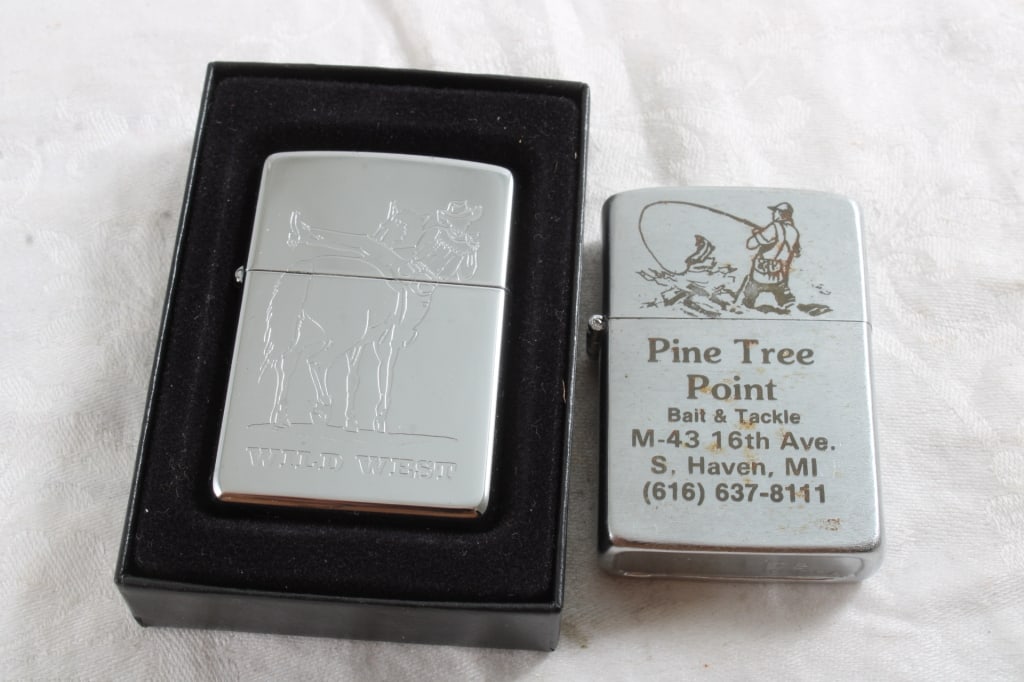 WILD WEST
Pine Tree
Point
Bait & Tackle
M-43 16th Ave.
S. Haven, MI
(616) 637-8111